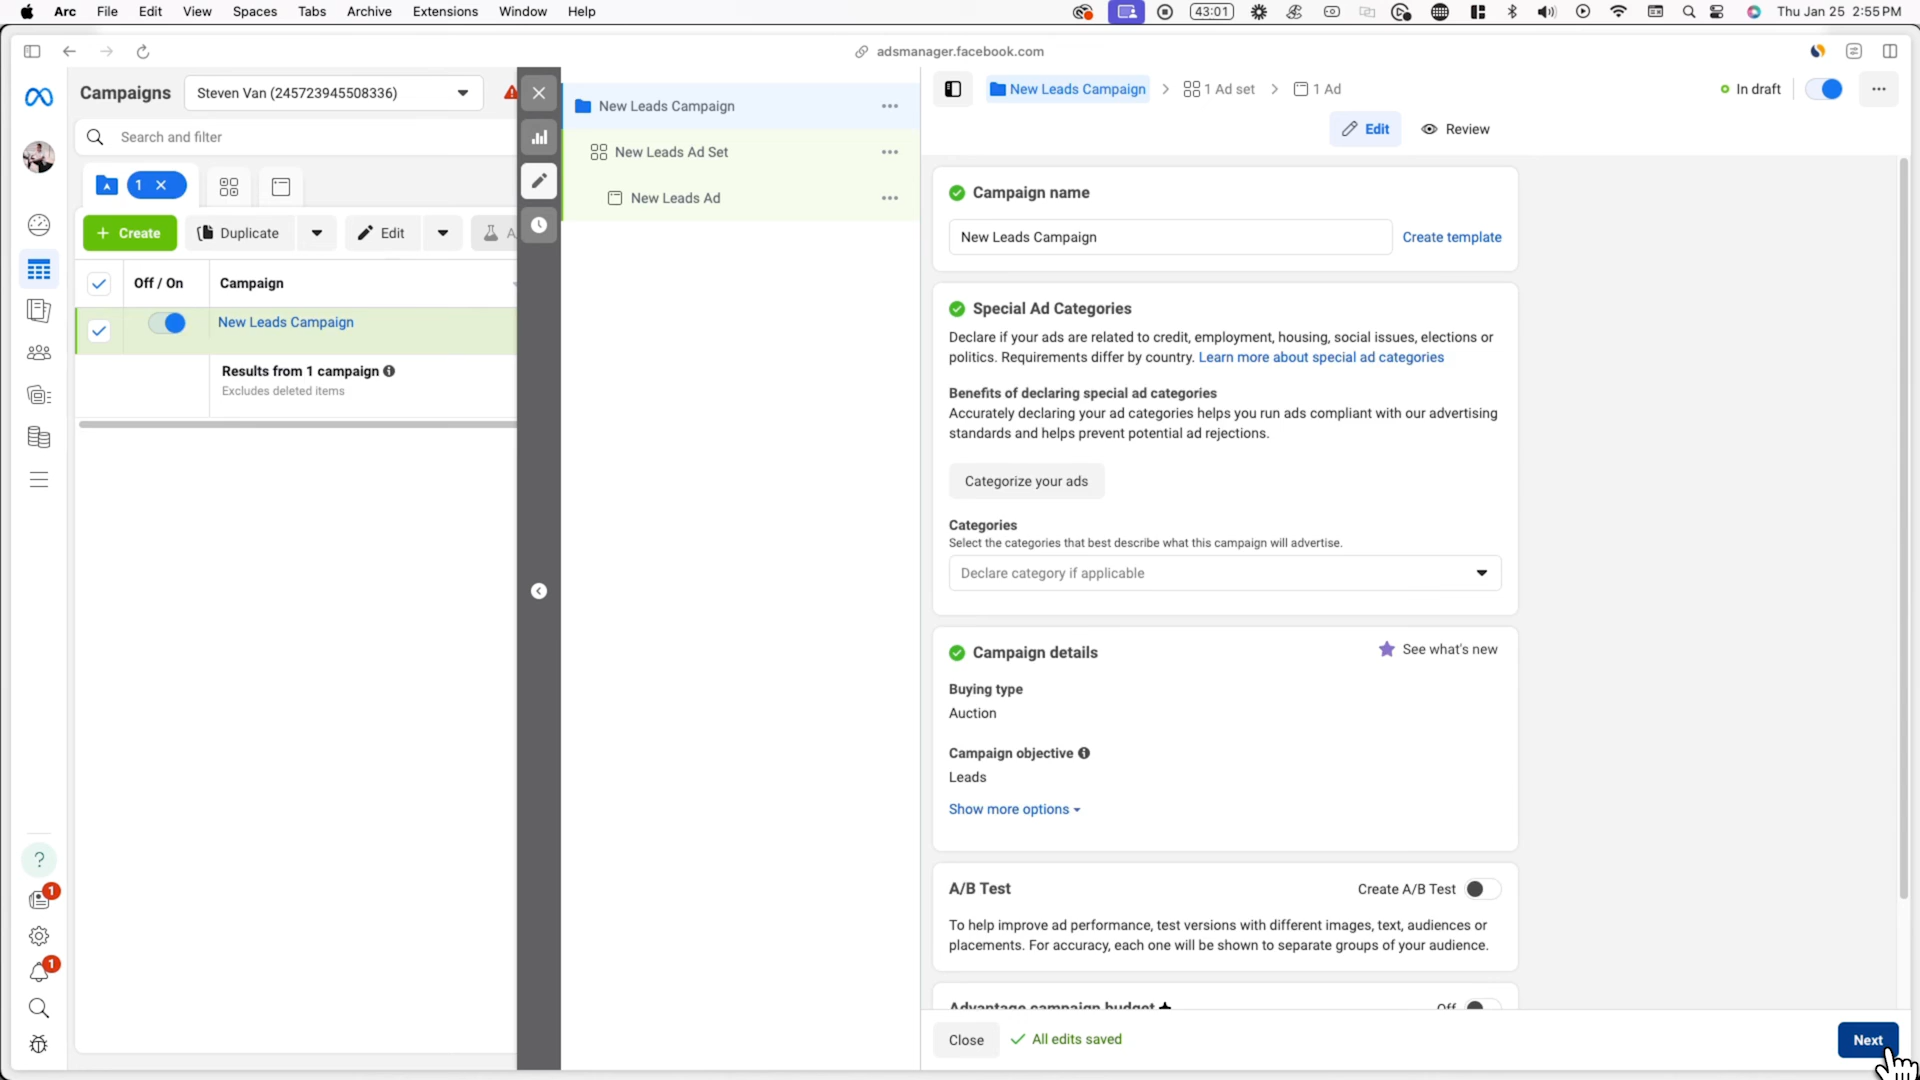 Arc File Edit View Spaces Tabs Archive Extensions Window Help
43:01
Thu Jan 25 2:55 PM
adsmanager.facebook.com
Campaigns
Steven Van (245723945508336)
Search and filter
1
Create
Duplicate
Edit
Off / On
Campaign
New Leads Campaign
Results from 1 campaign
Excludes deleted items
?
1
1
New Leads Campaign
New Leads Ad Set
New Leads Ad
New Leads Campaign
1 Ad set
1 Ad
In draft
Edit
Review
Campaign name
New Leads Campaign
Create template
Special Ad Categories
Declare if your ads are related to credit, employment, housing, social issues, elections or
politics. Requirements differ by country. Learn more about special ad categories
Benefits of declaring special ad categories
Accurately declaring your ad categories helps you run ads compliant with our advertising
standards and helps prevent potential ad rejections.
Categorize your ads
Categories
Select the categories that best describe what this campaign will advertise.
Declare category if applicable
Campaign details
See what's new
Buying type
Auction
Campaign objective
Leads
Show more options
A/B Test
Create A/B Test
To help improve ad performance, test versions with different images, text, audiences or
placements. For accuracy, each one will be shown to separate groups of your audience.
Advantage campaign budget
Off
Close
All edits saved
Next